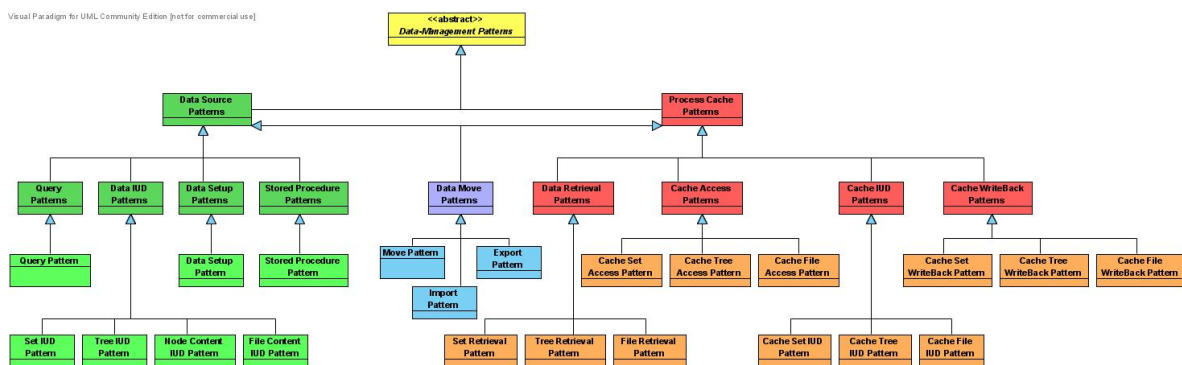 Visual Paradigm for UML Community Edition [not for commercial use]
<<abstract>>
Data-Management Patterns
Data Source
Patterns
Process Cache
Patterns
Query
Patterns
Data IUD
Patterns
Data Setup
Patterns
Stored Procedure
Patterns
Data Move
Patterns
Data Retrieval
Patterns
Cache Access
Patterns
Cache IUD
Patterns
Cache WriteBack
Patterns
Query Pattern
Data Setup
Pattern
Stored Procedure
Pattern
Move Pattern
Export
Pattern
Cache Set
Access Pattern
Cache Tree
Access Pattern
Cache File
Access Pattern
Cache Set
WriteBack Pattern
Cache Tree
WriteBack Pattern
Cache File
WriteBack Pattern
Import
Pattern
Set IUD
Pattern
Tree IUD
Pattern
Node Content
IUD Pattern
File Content
IUD Pattern
Set Retrieval
Pattern
Tree Retrieval
Pattern
File Retrieval
Pattern
Cache Set IUD
Pattern
Cache Tree
IUD Pattern
Cache File
IUD Pattern